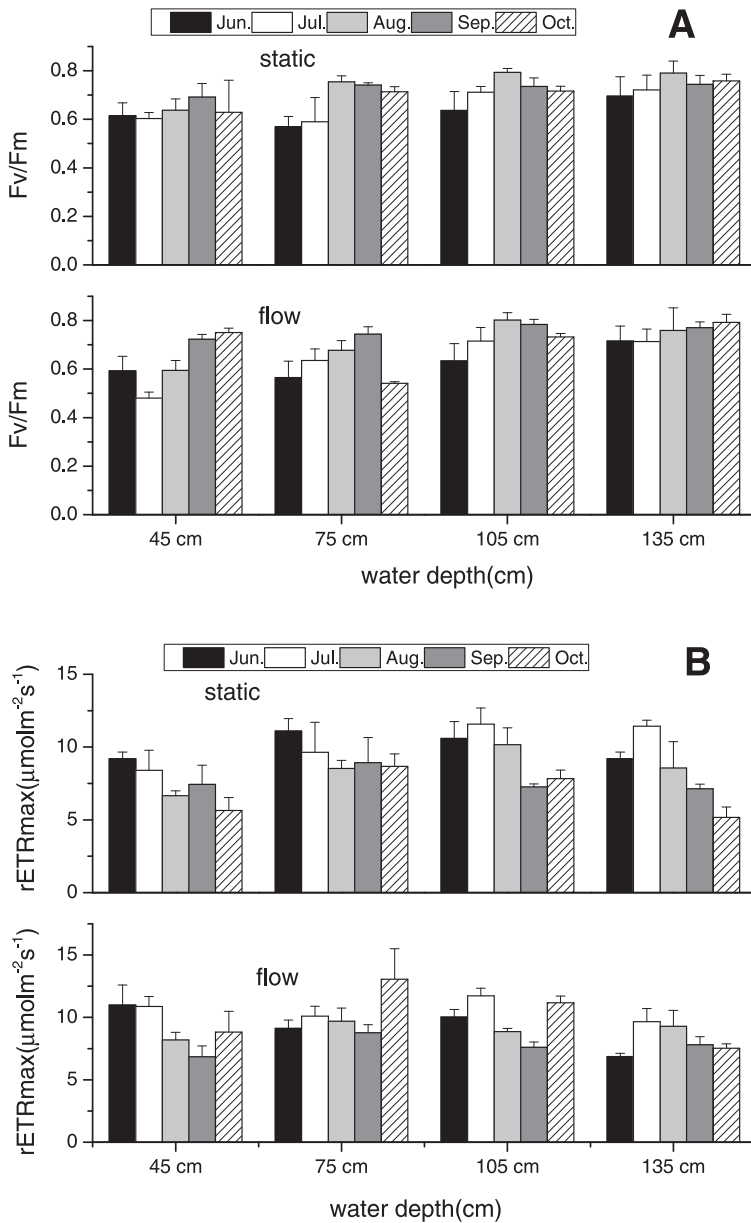 Jun. Jul. Aug. Sep. Oct.
A
static
Fv/Fm
0.8
0.6
0.4
0.2
0.0
flow
Fv/Fm
0.8
0.6
0.4
0.2
0.0
45 cm 75 cm 105 cm 135 cm
water depth(cm)
Jun. Jul. Aug. Sep. Oct.
B
static
rETRmax(μmolm⁻²s⁻¹)
15
10
5
0
flow
rETRmax(μmolm⁻²s⁻¹)
15
10
5
0
45 cm 75 cm 105 cm 135 cm
water depth(cm)